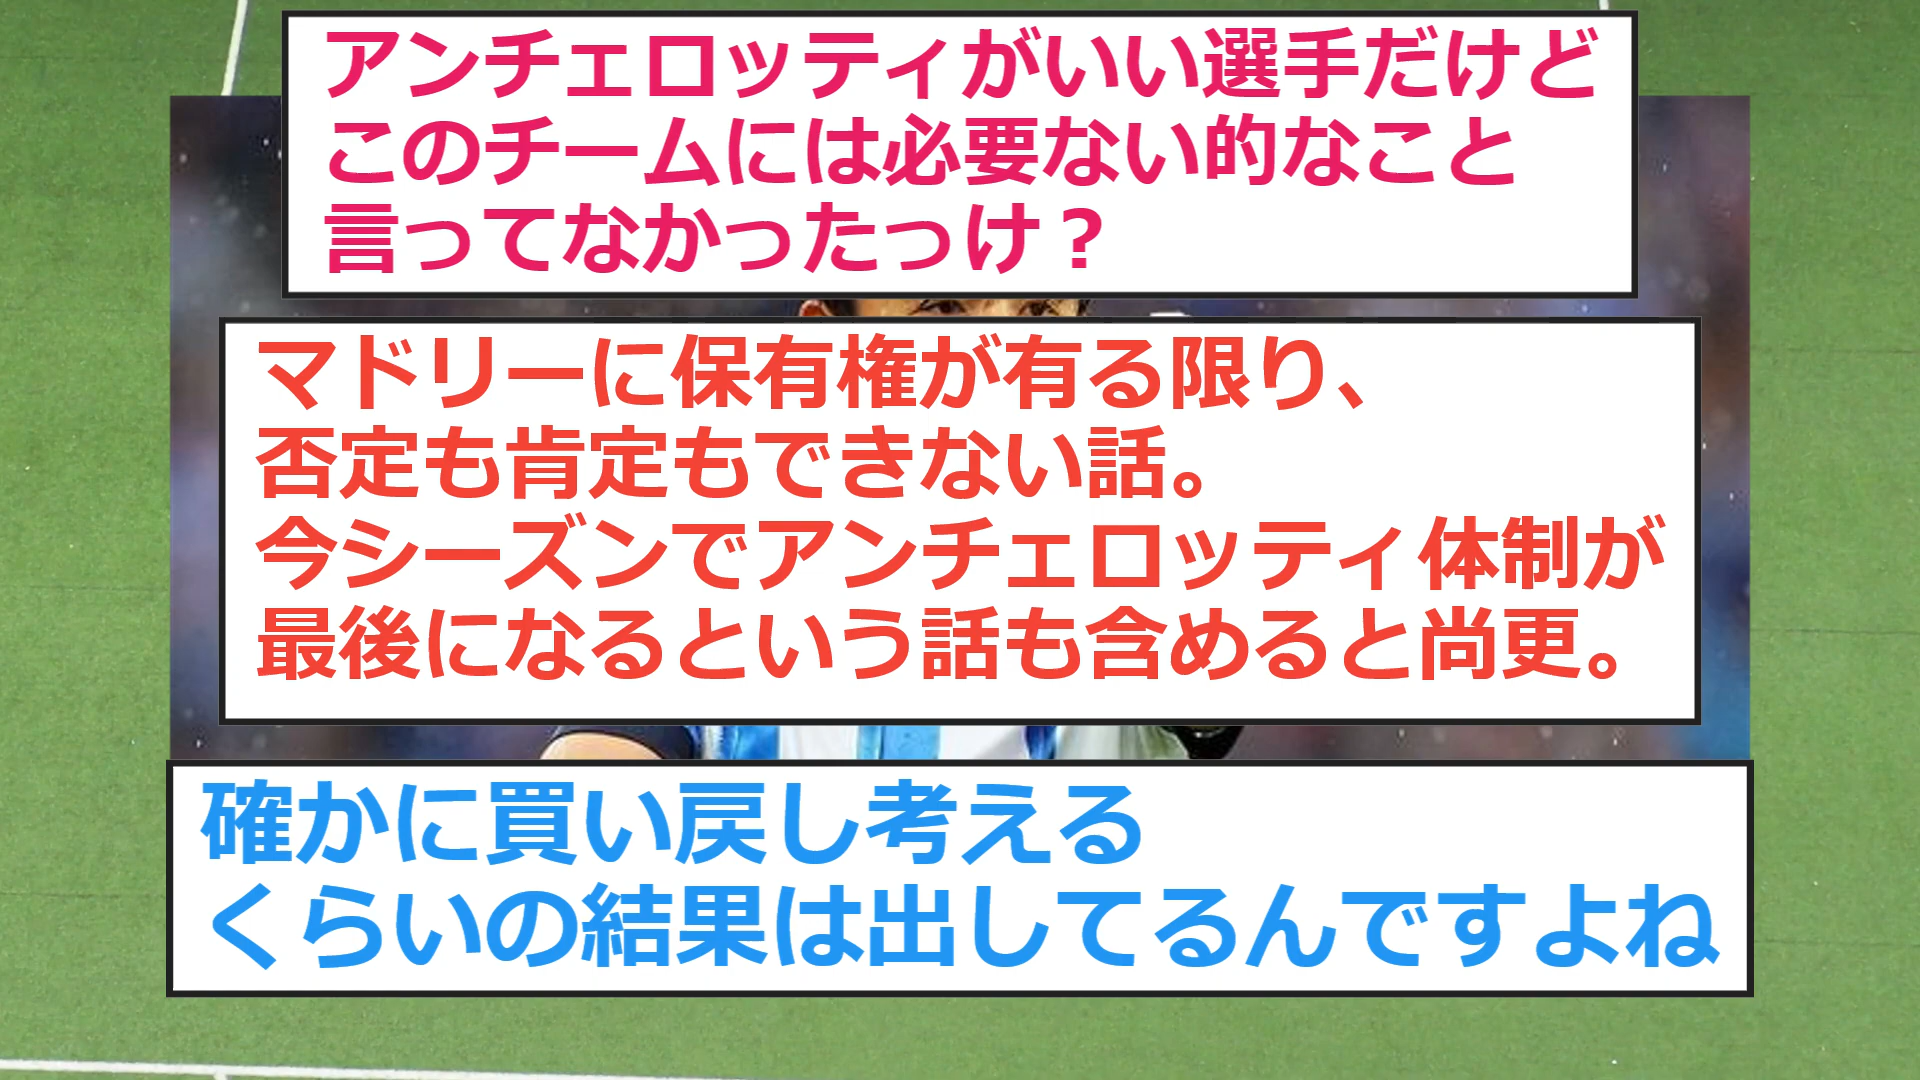 アンチェロッティがいい選手だけど
このチームには必要ない的なこと
言ってなかったっけ？
マドリーに保有権が有る限り、
否定も肯定もできない話。
今シーズンでアンチェロッティ体制が
最後になるという話も含めると尚更。
確かに買い戻し考える
くらいの結果は出してるんですよね